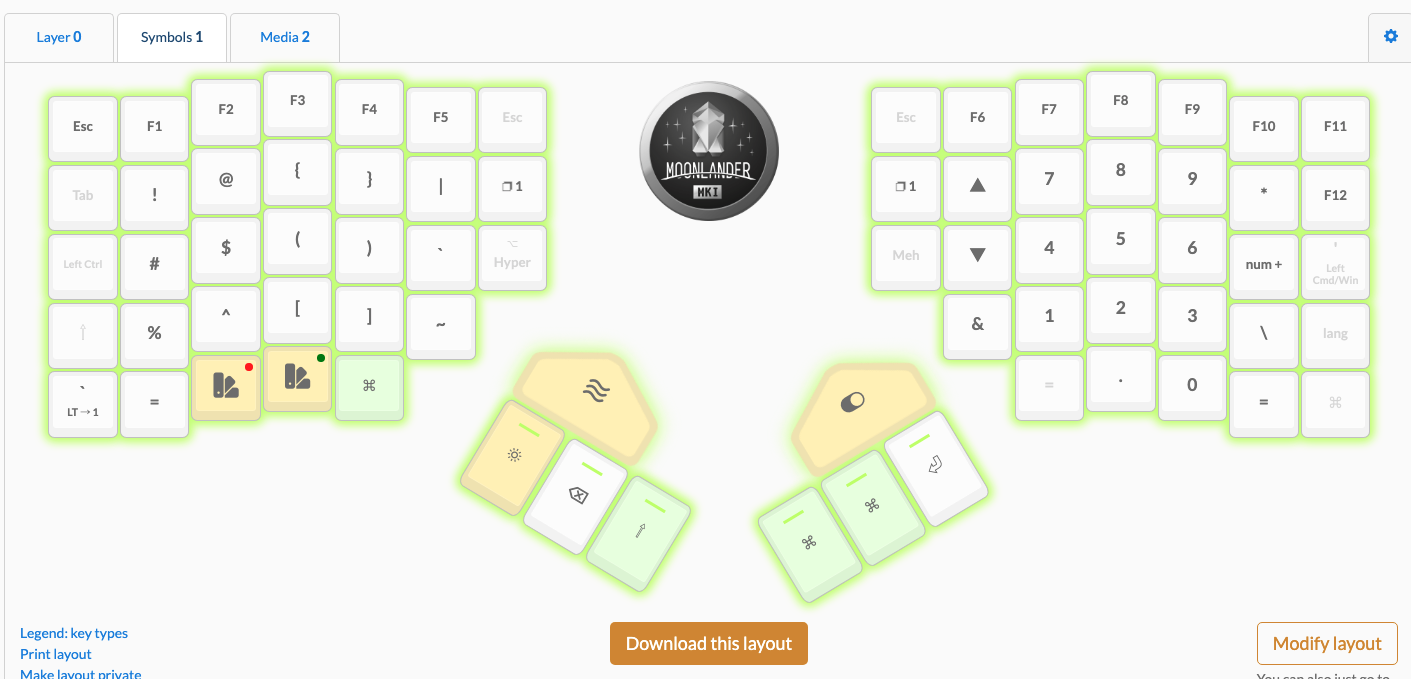 Layer 0
Symbols 1
Media 2
Esc
F1
F2
F3
F4
F5
Esc
Esc
F6
F7
F8
F9
F10
F11
Tab
!
@
{
}
|
1
MOONLANDER
MKI
1
▲
7
8
9
*
F12
Left Ctrl
#
$
(
)
`
⌥
Hyper
Meh
▼
4
5
6
num +
'
Left
Cmd/Win
%
^
[
]
~
&
1
2
3
\
lang
`
LT → 1
=
⌘
=
.
0
=
⌘
⌘
⌘
Legend: key types
Print layout
Make layout private
Download this layout
Modify layout
You can also just go to